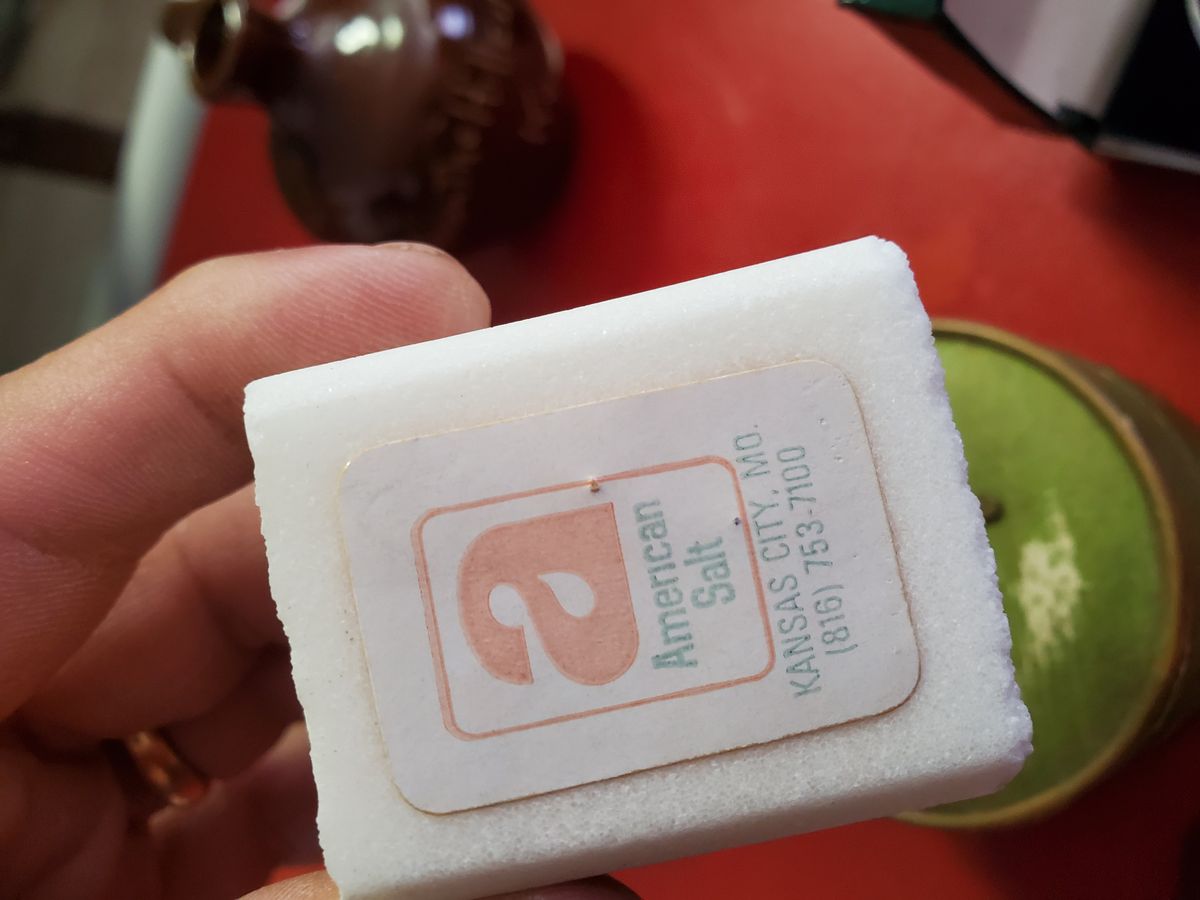 a
American
Salt
KANSAS CITY, MO.
(816) 753-7100